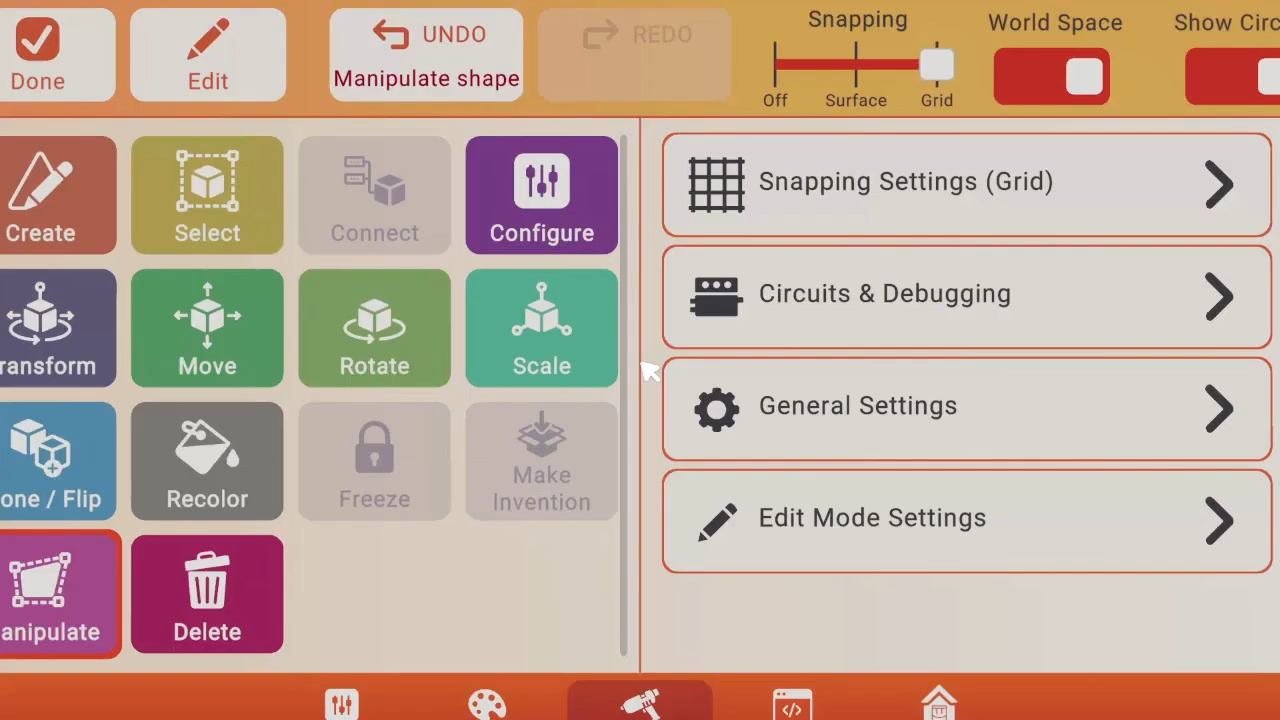 Done
Edit
UNDO
Manipulate shape
REDO
Snapping
Off Surface Grid
World Space
Show Circ
Create
Select
Connect
Configure
ransform
Move
Rotate
Scale
one / Flip
Recolor
Freeze
Make
Invention
anipulate
Delete
Snapping Settings (Grid)
Circuits & Debugging
General Settings
Edit Mode Settings